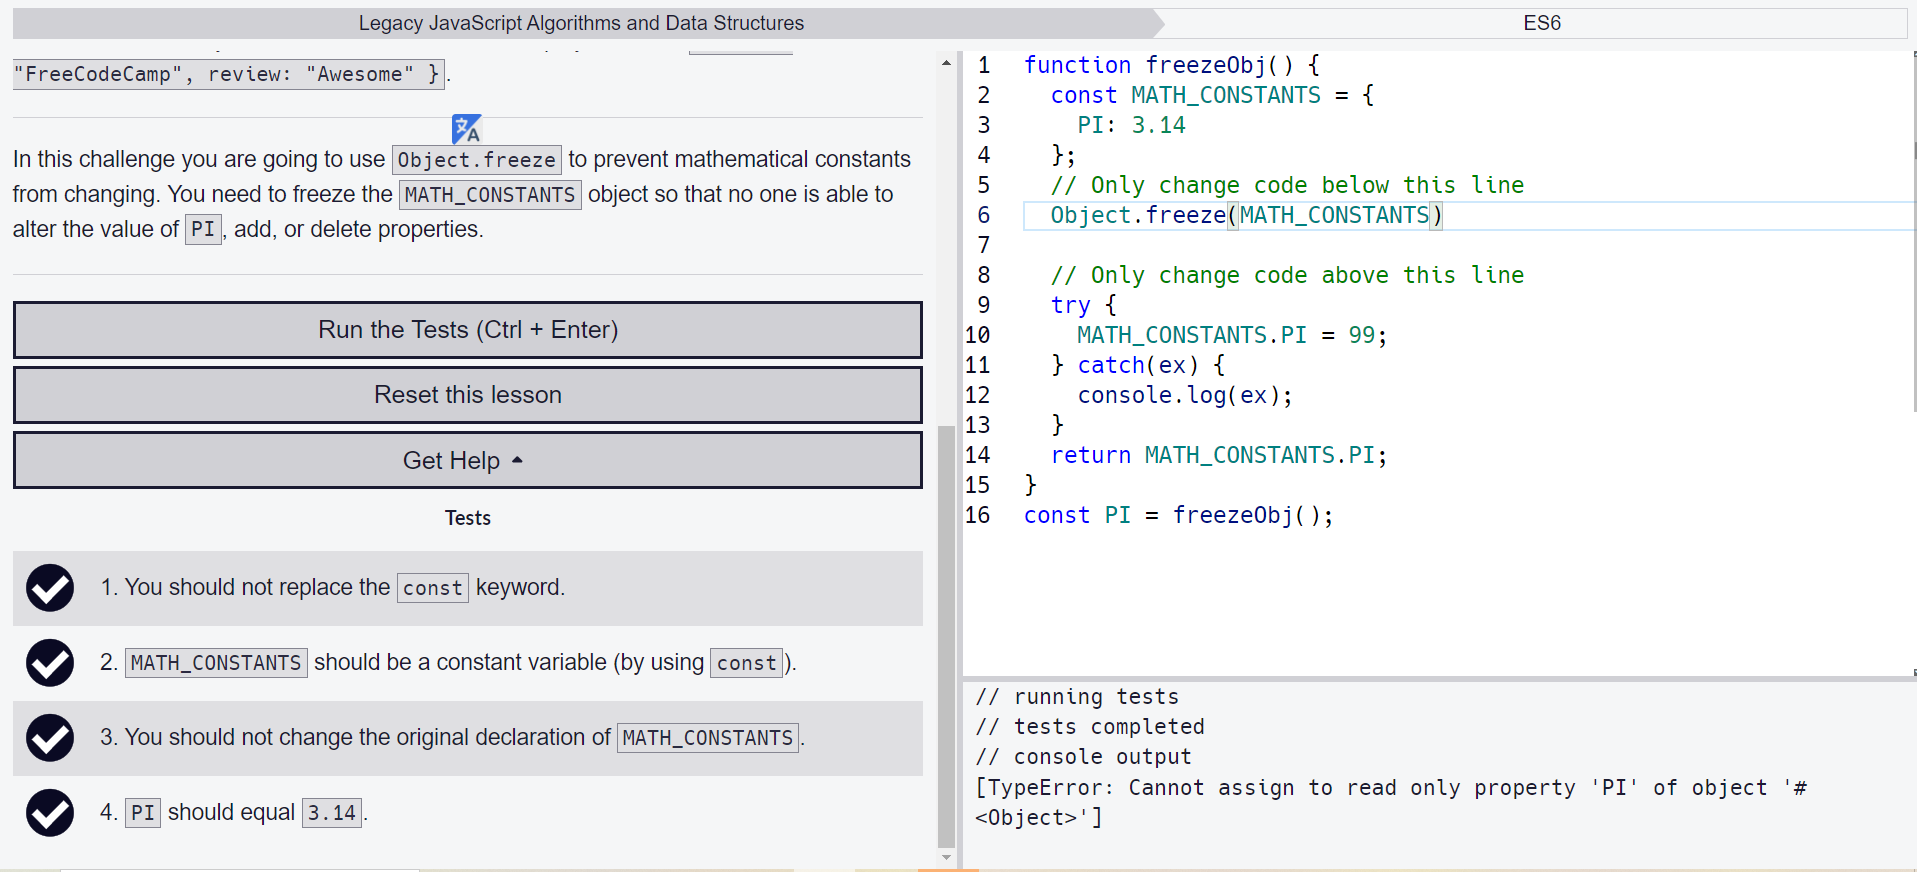 Legacy JavaScript Algorithms and Data Structures
ES6
"FreeCodeCamp", review: "Awesome" }.
In this challenge you are going to use Object.freeze to prevent mathematical constants
from changing. You need to freeze the MATH_CONSTANTS object so that no one is able to
alter the value of PI, add, or delete properties.
Run the Tests (Ctrl + Enter)
Reset this lesson
Get Help
Tests
1. You should not replace the const keyword.
2. MATH_CONSTANTS should be a constant variable (by using const).
3. You should not change the original declaration of MATH_CONSTANTS.
4. PI should equal 3.14.
1 function freezeObj() {
2 const MATH_CONSTANTS = {
3 PI: 3.14
4 };
5 // Only change code below this line
6 Object.freeze(MATH_CONSTANTS)
7
8 // Only change code above this line
9 try {
10 MATH_CONSTANTS.PI = 99;
11 } catch(ex) {
12 console.log(ex);
13 }
14 return MATH_CONSTANTS.PI;
15 }
16 const PI = freezeObj();
// running tests
// tests completed
// console output
[TypeError: Cannot assign to read only property 'PI' of object '#
<Object>']